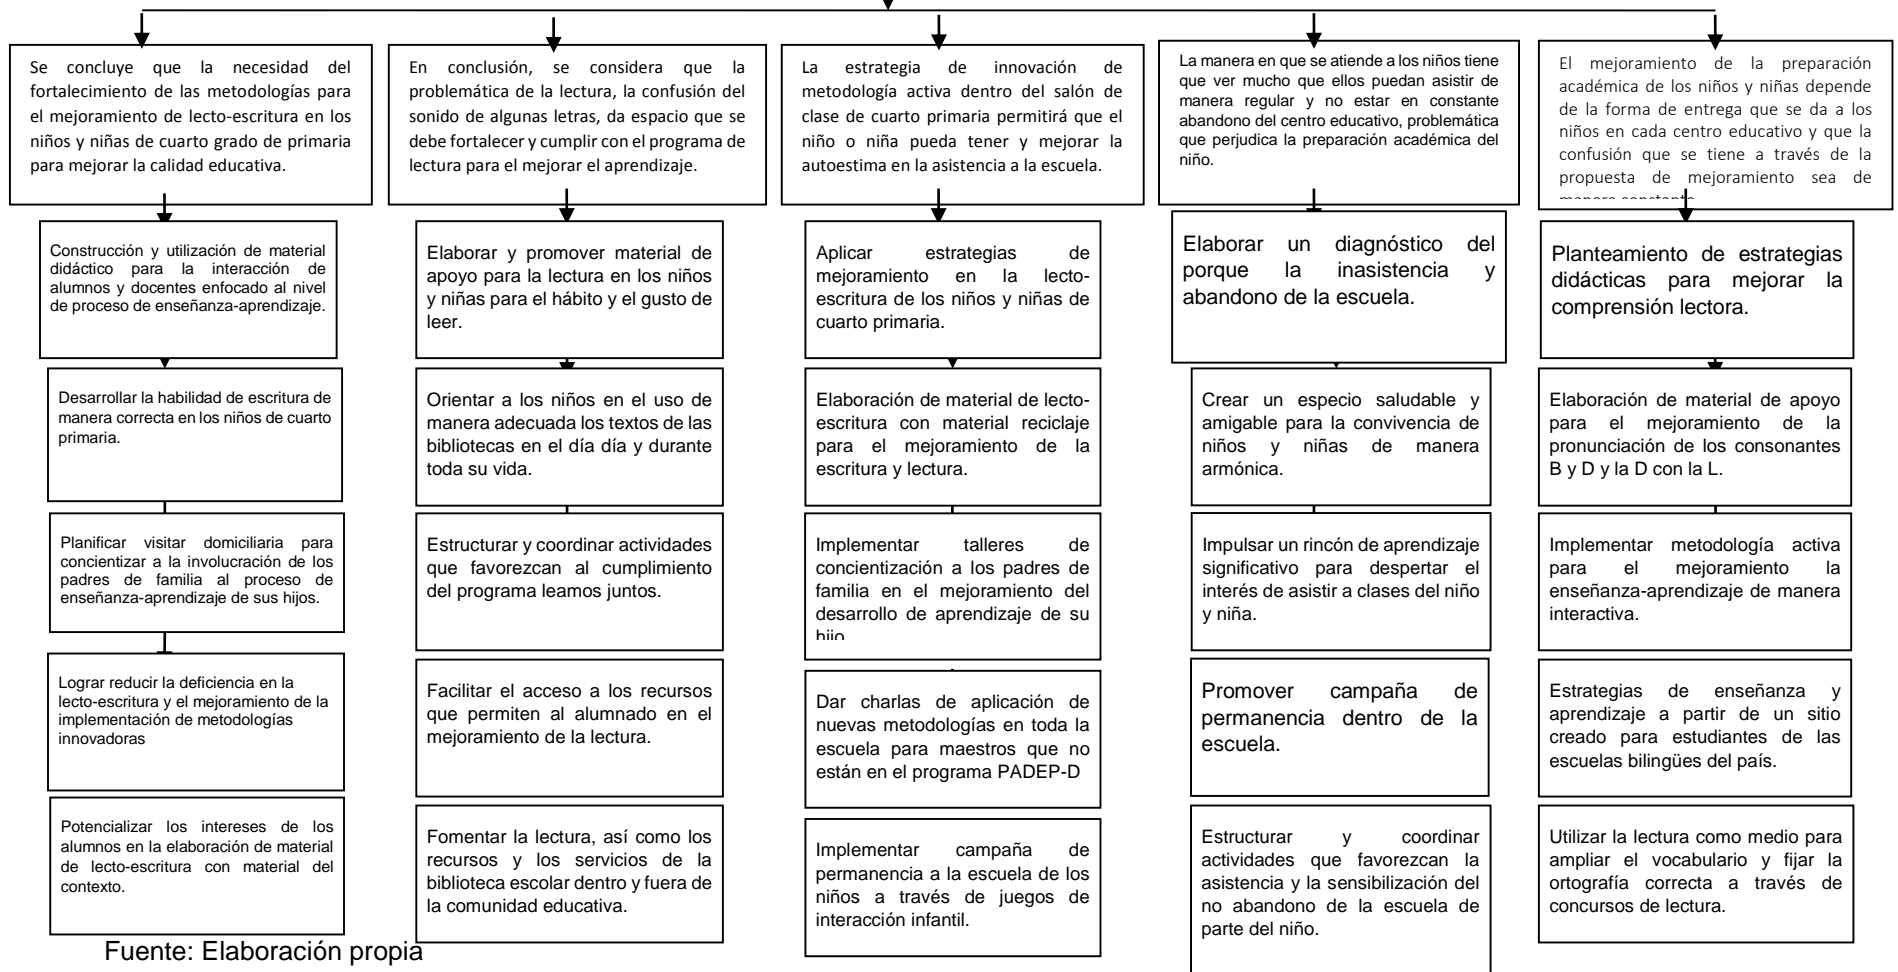 Se concluye que la necesidad del
fortalecimiento de las metodologías para
el mejoramiento de lecto-escritura en los
niños y niñas de cuarto grado de primaria
para mejorar la calidad educativa.
En conclusión, se considera que la
problemática de la lectura, la confusión del
sonido de algunas letras, da espacio que se
debe fortalecer y cumplir con el programa de
lectura para el mejorar el aprendizaje.
La estrategia de innovación de
metodología activa dentro del salón de
clase de cuarto primaria permitirá que el
niño o niña pueda tener y mejorar la
autoestima en la asistencia a la escuela.
La manera en que se atiende a los niños tiene
que ver mucho que ellos puedan asistir de
manera regular y no estar en constante
abandono del centro educativo, problemática
que perjudica la preparación académica del
niño.
El mejoramiento de la preparación
académica de los niños y niñas depende
de la forma de entrega que se da a los
niños en cada centro educativo y que la
confusión que se tiene a través de la
propuesta de mejoramiento sea de
manera constante
Construcción y utilización de material
didáctico para la interacción de
alumnos y docentes enfocado al nivel
de proceso de enseñanza-aprendizaje.
Elaborar y promover material de
apoyo para la lectura en los niños
y niñas para el hábito y el gusto de
leer.
Aplicar estrategias de
mejoramiento en la lecto-
escritura de los niños y niñas de
cuarto primaria.
Elaborar un diagnóstico del
porque la inasistencia y
abandono de la escuela.
Planteamiento de estrategias
didácticas para mejorar la
comprensión lectora.
Desarrollar la habilidad de escritura de
manera correcta en los niños de cuarto
primaria.
Orientar a los niños en el uso de
manera adecuada los textos de las
bibliotecas en el día día y durante
toda su vida.
Elaboración de material de lecto-
escritura con material reciclaje
para el mejoramiento de la
escritura y lectura.
Crear un especio saludable y
amigable para la convivencia de
niños y niñas de manera
armónica.
Elaboración de material de apoyo
para el mejoramiento de la
pronunciación de los consonantes
B y D y la D con la L.
Planificar visitar domiciliaria para
concientizar a la involucración de los
padres de familia al proceso de
enseñanza-aprendizaje de sus hijos.
Estructurar y coordinar actividades
que favorezcan al cumplimiento
del programa leamos juntos.
Implementar talleres de
concientización a los padres de
familia en el mejoramiento del
desarrollo de aprendizaje de su
hijo
Impulsar un rincón de aprendizaje
significativo para despertar el
interés de asistir a clases del niño
y niña.
Implementar metodología activa
para el mejoramiento la
enseñanza-aprendizaje de manera
interactiva.
Lograr reducir la deficiencia en la
lecto-escritura y el mejoramiento de la
implementación de metodologías
innovadoras
Facilitar el acceso a los recursos
que permiten al alumnado en el
mejoramiento de la lectura.
Dar charlas de aplicación de
nuevas metodologías en toda la
escuela para maestros que no
están en el programa PADEP-D
Promover campaña de
permanencia dentro de la
escuela.
Estrategias de enseñanza y
aprendizaje a partir de un sitio
creado para estudiantes de las
escuelas bilingües del país.
Potencializar los intereses de los
alumnos en la elaboración de material
de lecto-escritura con material del
contexto.
Fomentar la lectura, así como los
recursos y los servicios de la
biblioteca escolar dentro y fuera de
la comunidad educativa.
Implementar campaña de
permanencia a la escuela de los
niños a través de juegos de
interacción infantil.
Estructurar y coordinar
actividades que favorezcan la
asistencia y la sensibilización del
no abandono de la escuela de
parte del niño.
Utilizar la lectura como medio para
ampliar el vocabulario y fijar la
ortografía correcta a través de
concursos de lectura.
Fuente: Elaboración propia